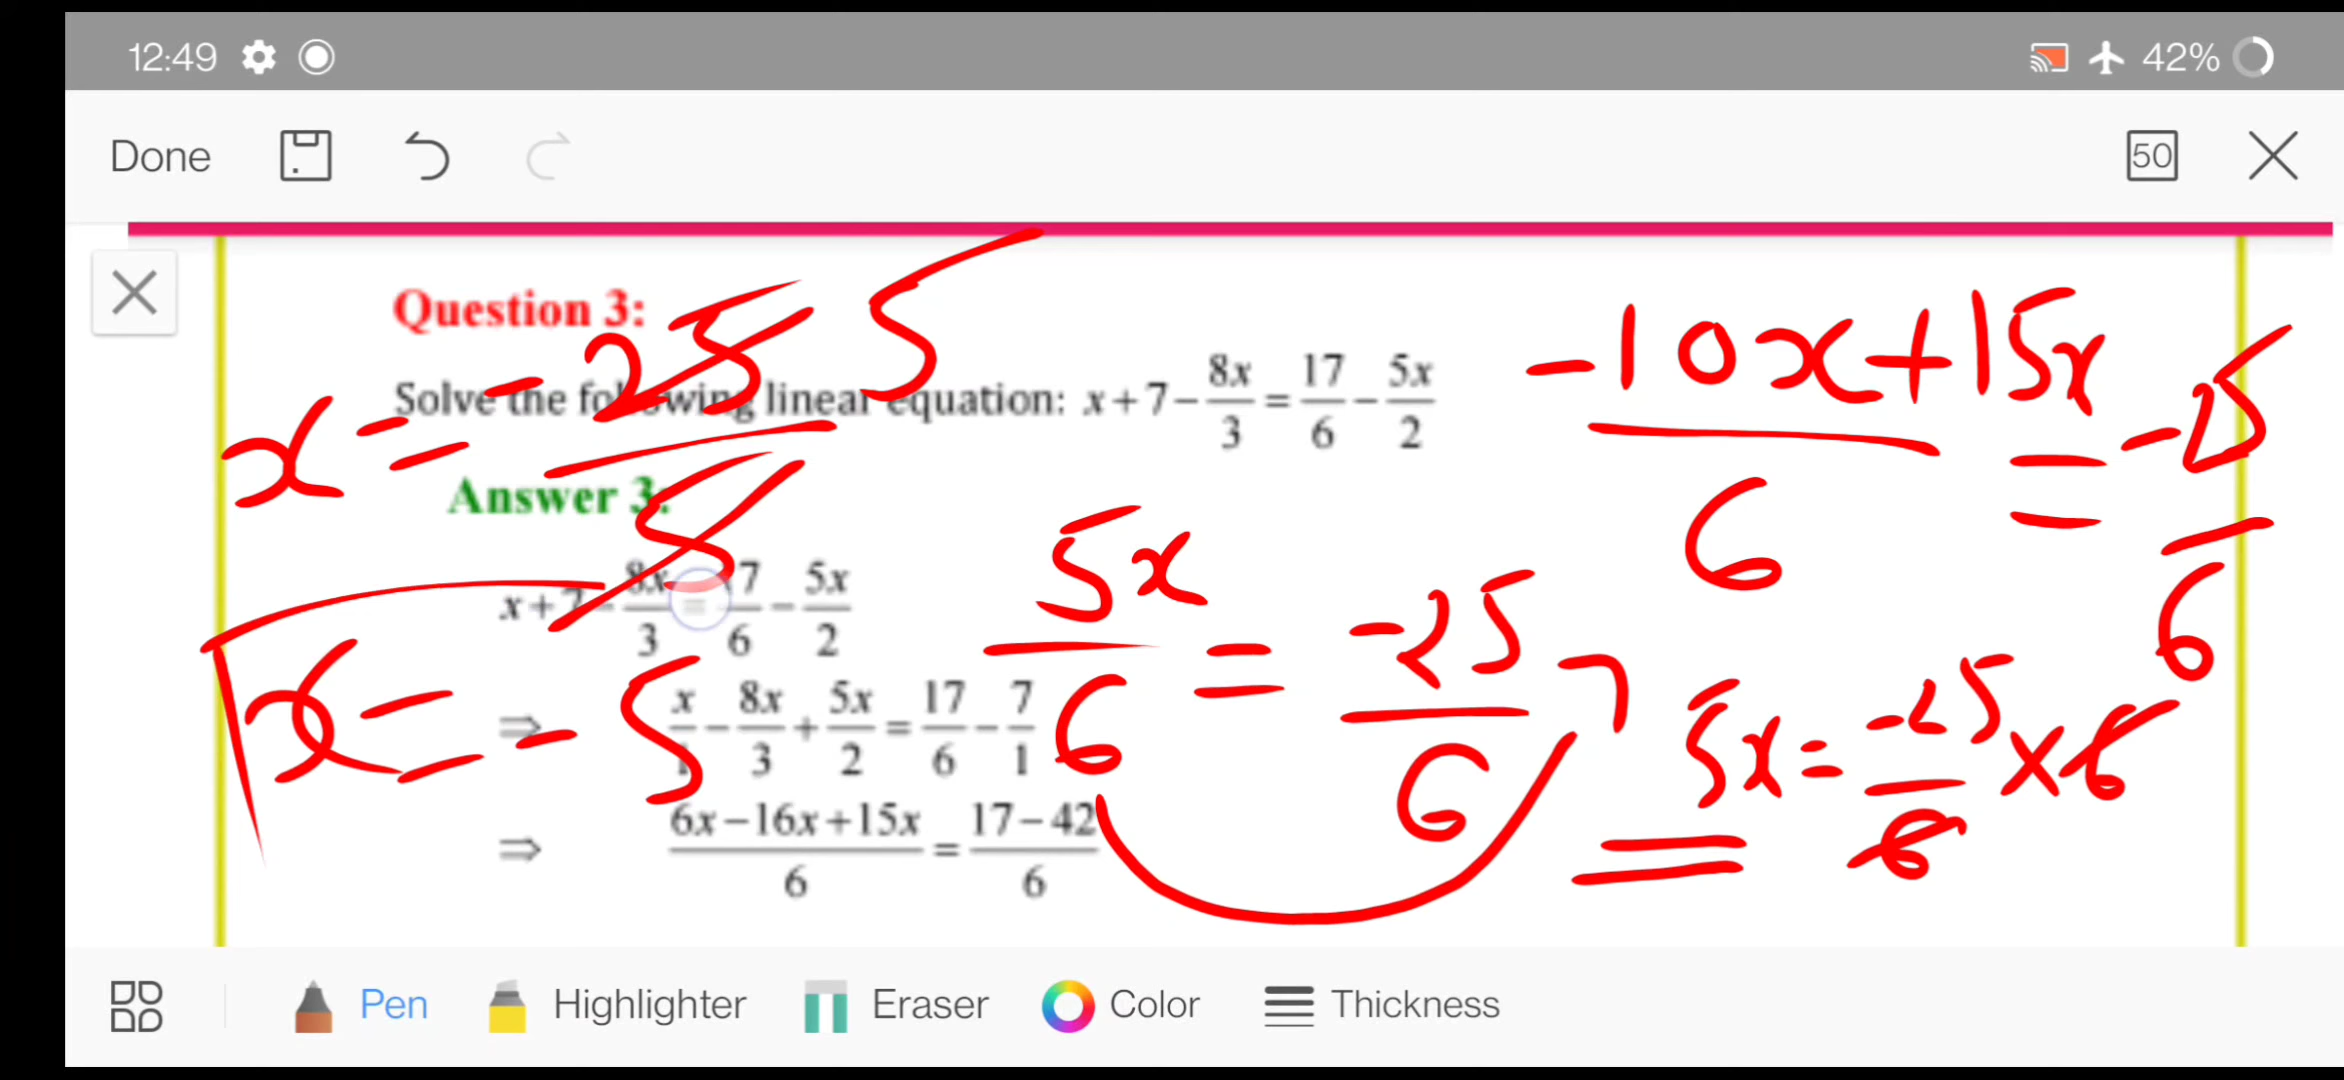 12:49 42%
Done 50
Question 3:
Solve the following linear equation: x + 7 - 8x/3 = 17/6 - 5x/2
Answer 3:
x + 7 - 8x/3 = 17/6 - 5x/2
⇒ x/1 - 8x/3 + 5x/2 = 17/6 - 7/1
⇒ 6x - 16x + 15x/6 = 17 - 42/6
-10x + 15x/6 = -25/6
5x/6 = -25/6
5x = -25/6 × 6
x = -25/5 5
x = -5
Pen Highlighter Eraser Color Thickness